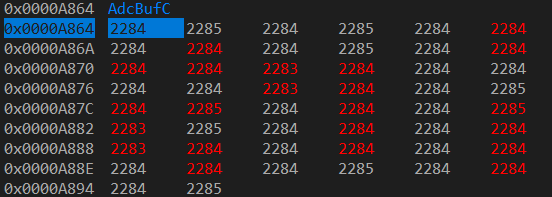 0x0000A864 AdcBufC
0x0000A864 2284 2285 2284 2285 2284 2284
0x0000A86A 2284 2284 2284 2284 2284 2284
0x0000A870 2284 2284 2283 2284 2284 2284
0x0000A876 2284 2284 2283 2284 2284 2285
0x0000A87C 2284 2285 2284 2284 2284 2285
0x0000A882 2283 2285 2284 2284 2284 2284
0x0000A888 2283 2284 2284 2284 2284 2284
0x0000A88E 2284 2284 2284 2285 2284 2284
0x0000A894 2284 2285